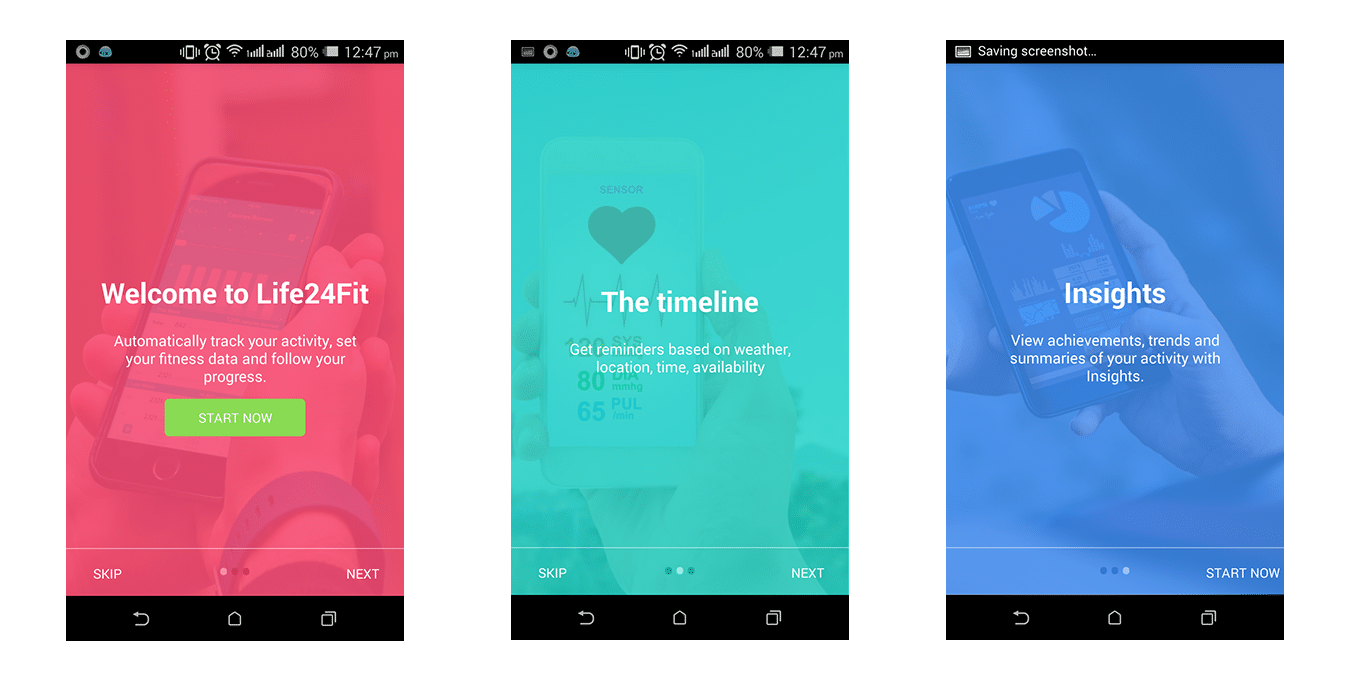 80% 12:47 pm
Welcome to Life24Fit
Automatically track your activity, set
your fitness data and follow your
progress.
START NOW
SKIP
NEXT
80% 12:47 pm
SENSOR
The timeline
SYS
Get reminders based on weather,
location, time, availability
80 DIA
mmhg
65 PUL
/min
SKIP
NEXT
Saving screenshot...
Insights
View achievements, trends and
summaries of your activity with
Insights.
START NOW